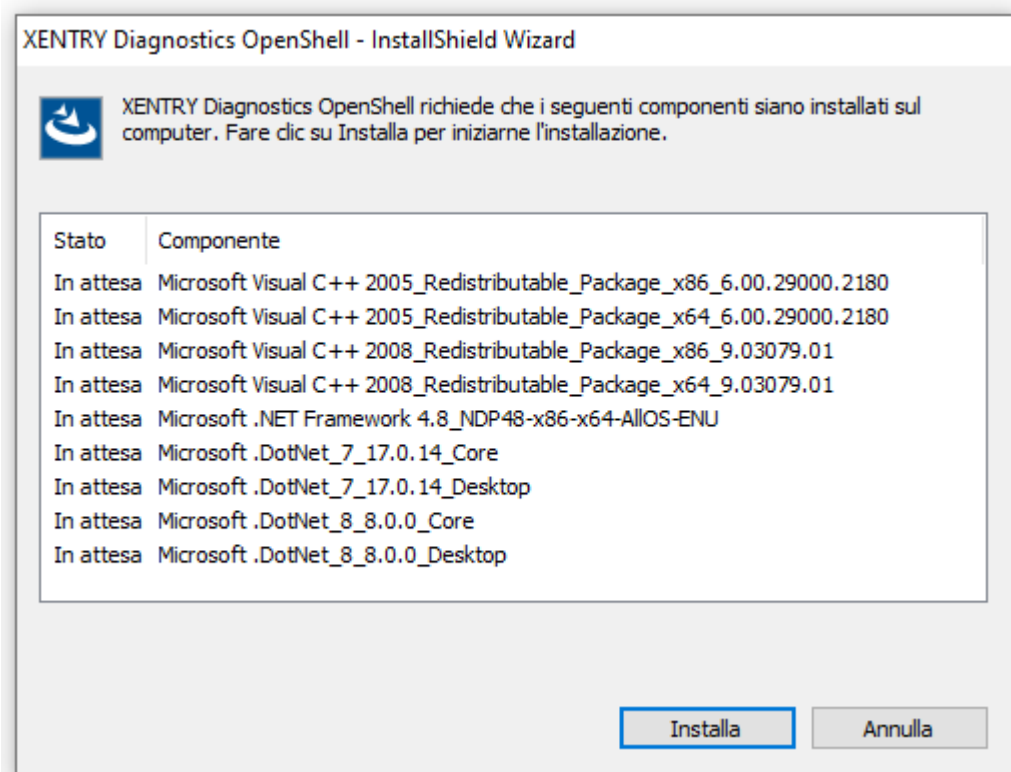 XENTRY Diagnostics OpenShell - InstallShield Wizard
XENTRY Diagnostics OpenShell richiede che i seguenti componenti siano installati sul
computer. Fare clic su Installa per iniziarne l'installazione.
Stato Componente
In attesa Microsoft Visual C++ 2005_Redistributable_Package_x86_6.00.29000.2180
In attesa Microsoft Visual C++ 2005_Redistributable_Package_x64_6.00.29000.2180
In attesa Microsoft Visual C++ 2008_Redistributable_Package_x86_9.03079.01
In attesa Microsoft Visual C++ 2008_Redistributable_Package_x64_9.03079.01
In attesa Microsoft .NET Framework 4.8_NDP48-x86-x64-AllOS-ENU
In attesa Microsoft .DotNet_7_17.0.14_Core
In attesa Microsoft .DotNet_7_17.0.14_Desktop
In attesa Microsoft .DotNet_8_8.0.0_Core
In attesa Microsoft .DotNet_8_8.0.0_Desktop
Installa Annulla